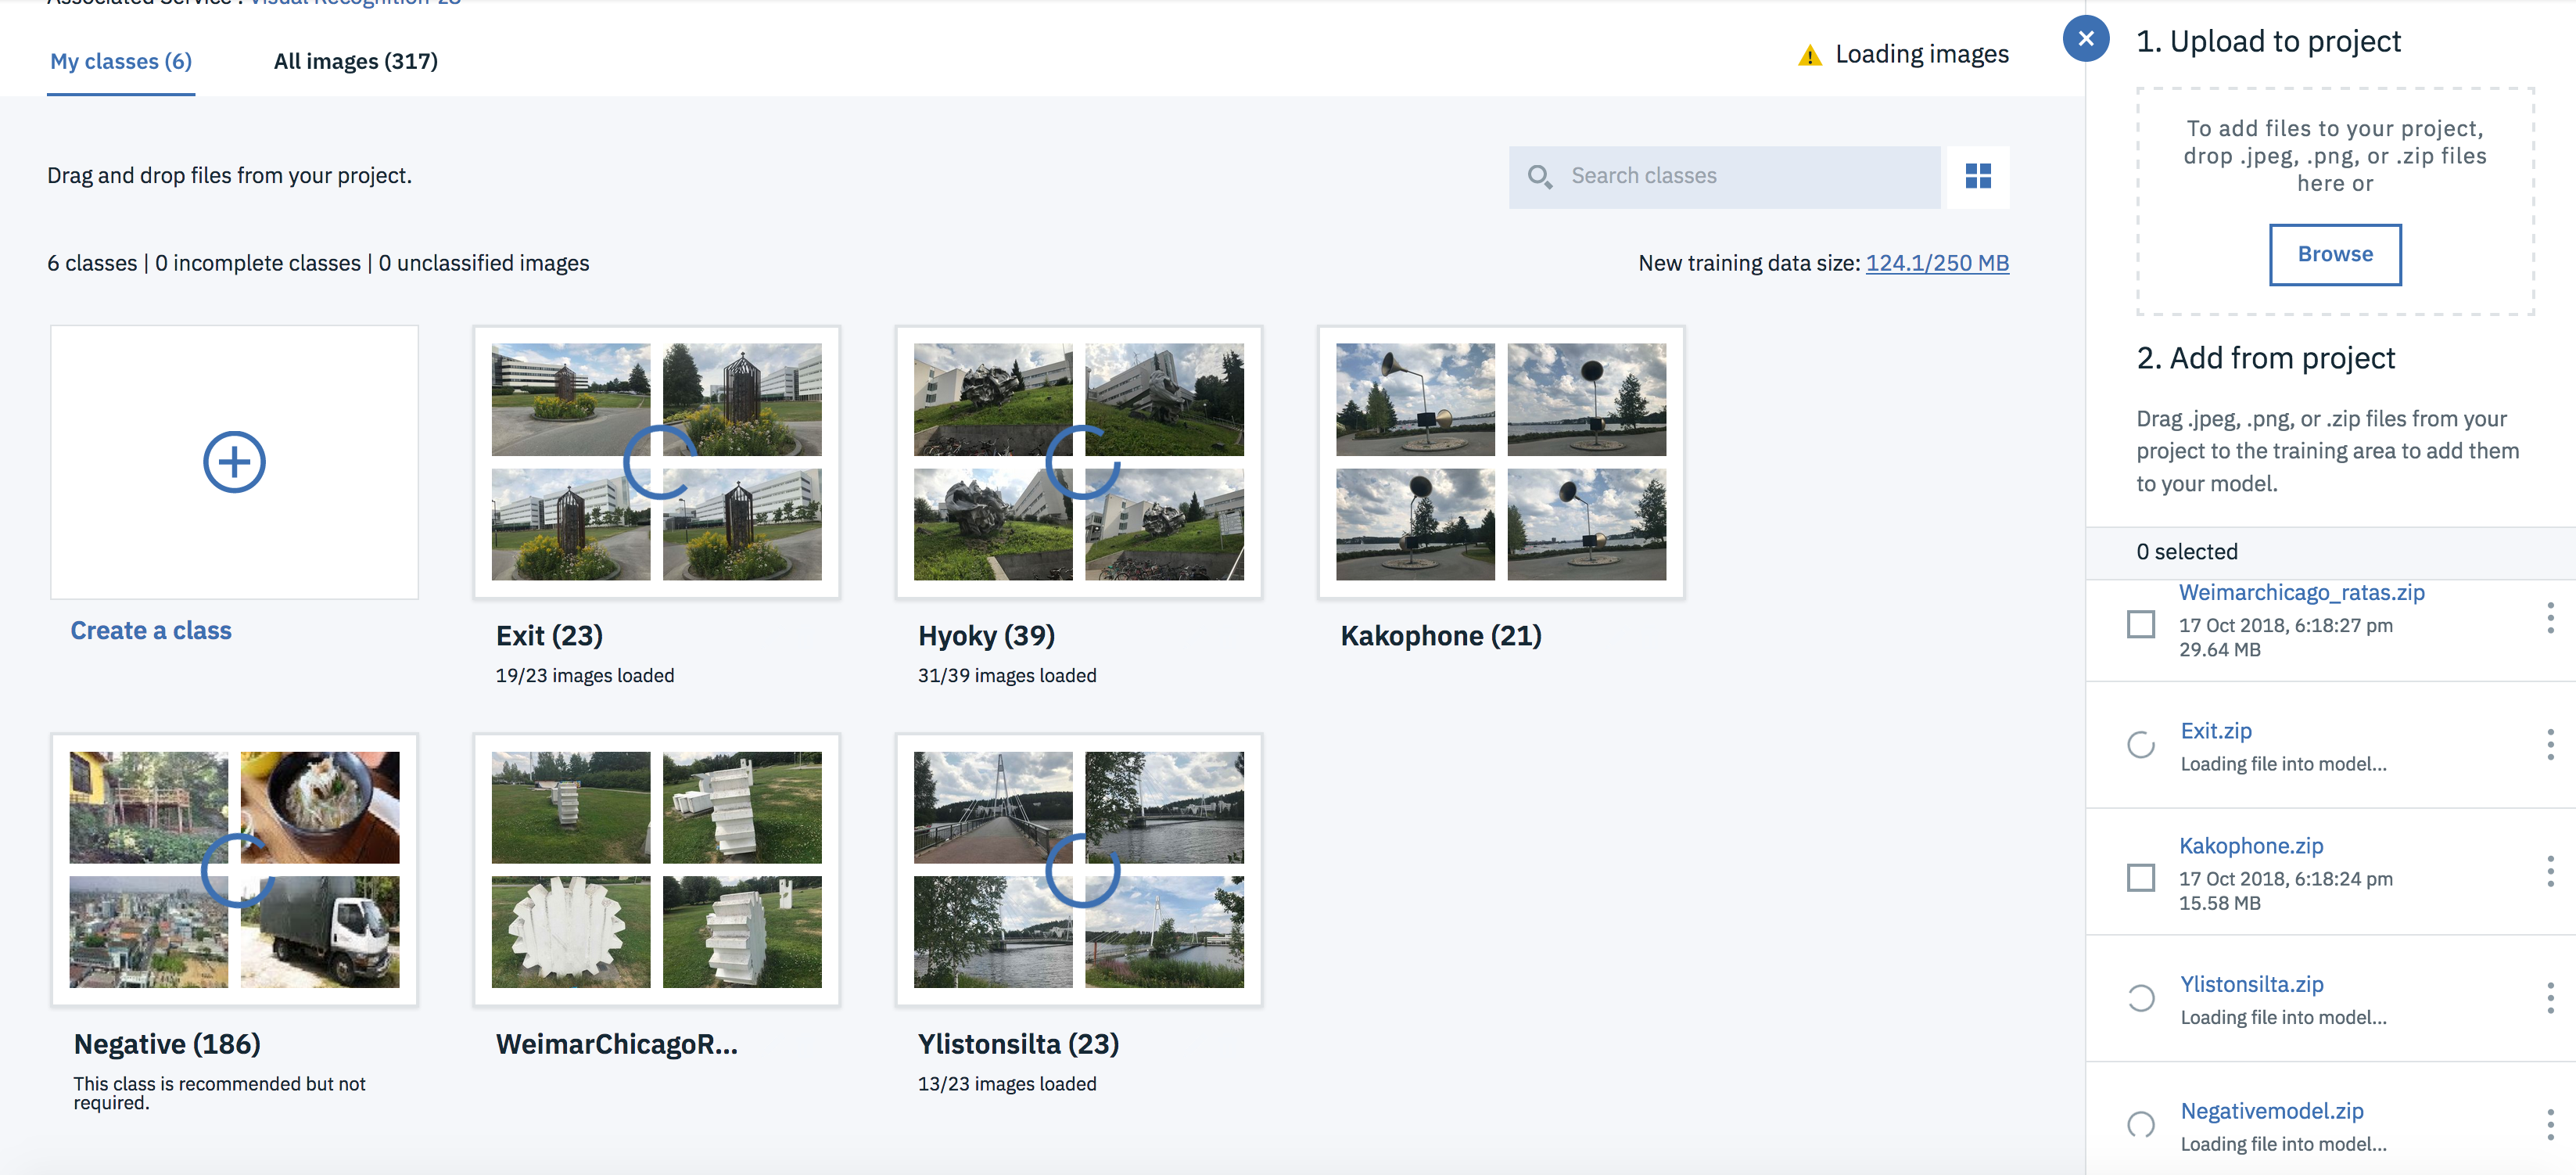 Associated Service : Visual Recognition-z8
My classes (6)
All images (317)
Loading images
Drag and drop files from your project.
Search classes
6 classes | 0 incomplete classes | 0 unclassified images
New training data size: 124.1/250 MB
Create a class
Exit (23)
19/23 images loaded
Hyoky (39)
31/39 images loaded
Kakophone (21)
Negative (186)
This class is recommended but not
required.
WeimarChicagoR...
Ylistonsilta (23)
13/23 images loaded
1. Upload to project
To add files to your project,
drop .jpeg, .png, or .zip files
here or
Browse
2. Add from project
Drag .jpeg, .png, or .zip files from your
project to the training area to add them
to your model.
0 selected
Weimarchicago_ratas.zip
17 Oct 2018, 6:18:27 pm
29.64 MB
Exit.zip
Loading file into model...
Kakophone.zip
17 Oct 2018, 6:18:24 pm
15.58 MB
Ylistonsilta.zip
Loading file into model...
Negativemodel.zip
Loading file into model...